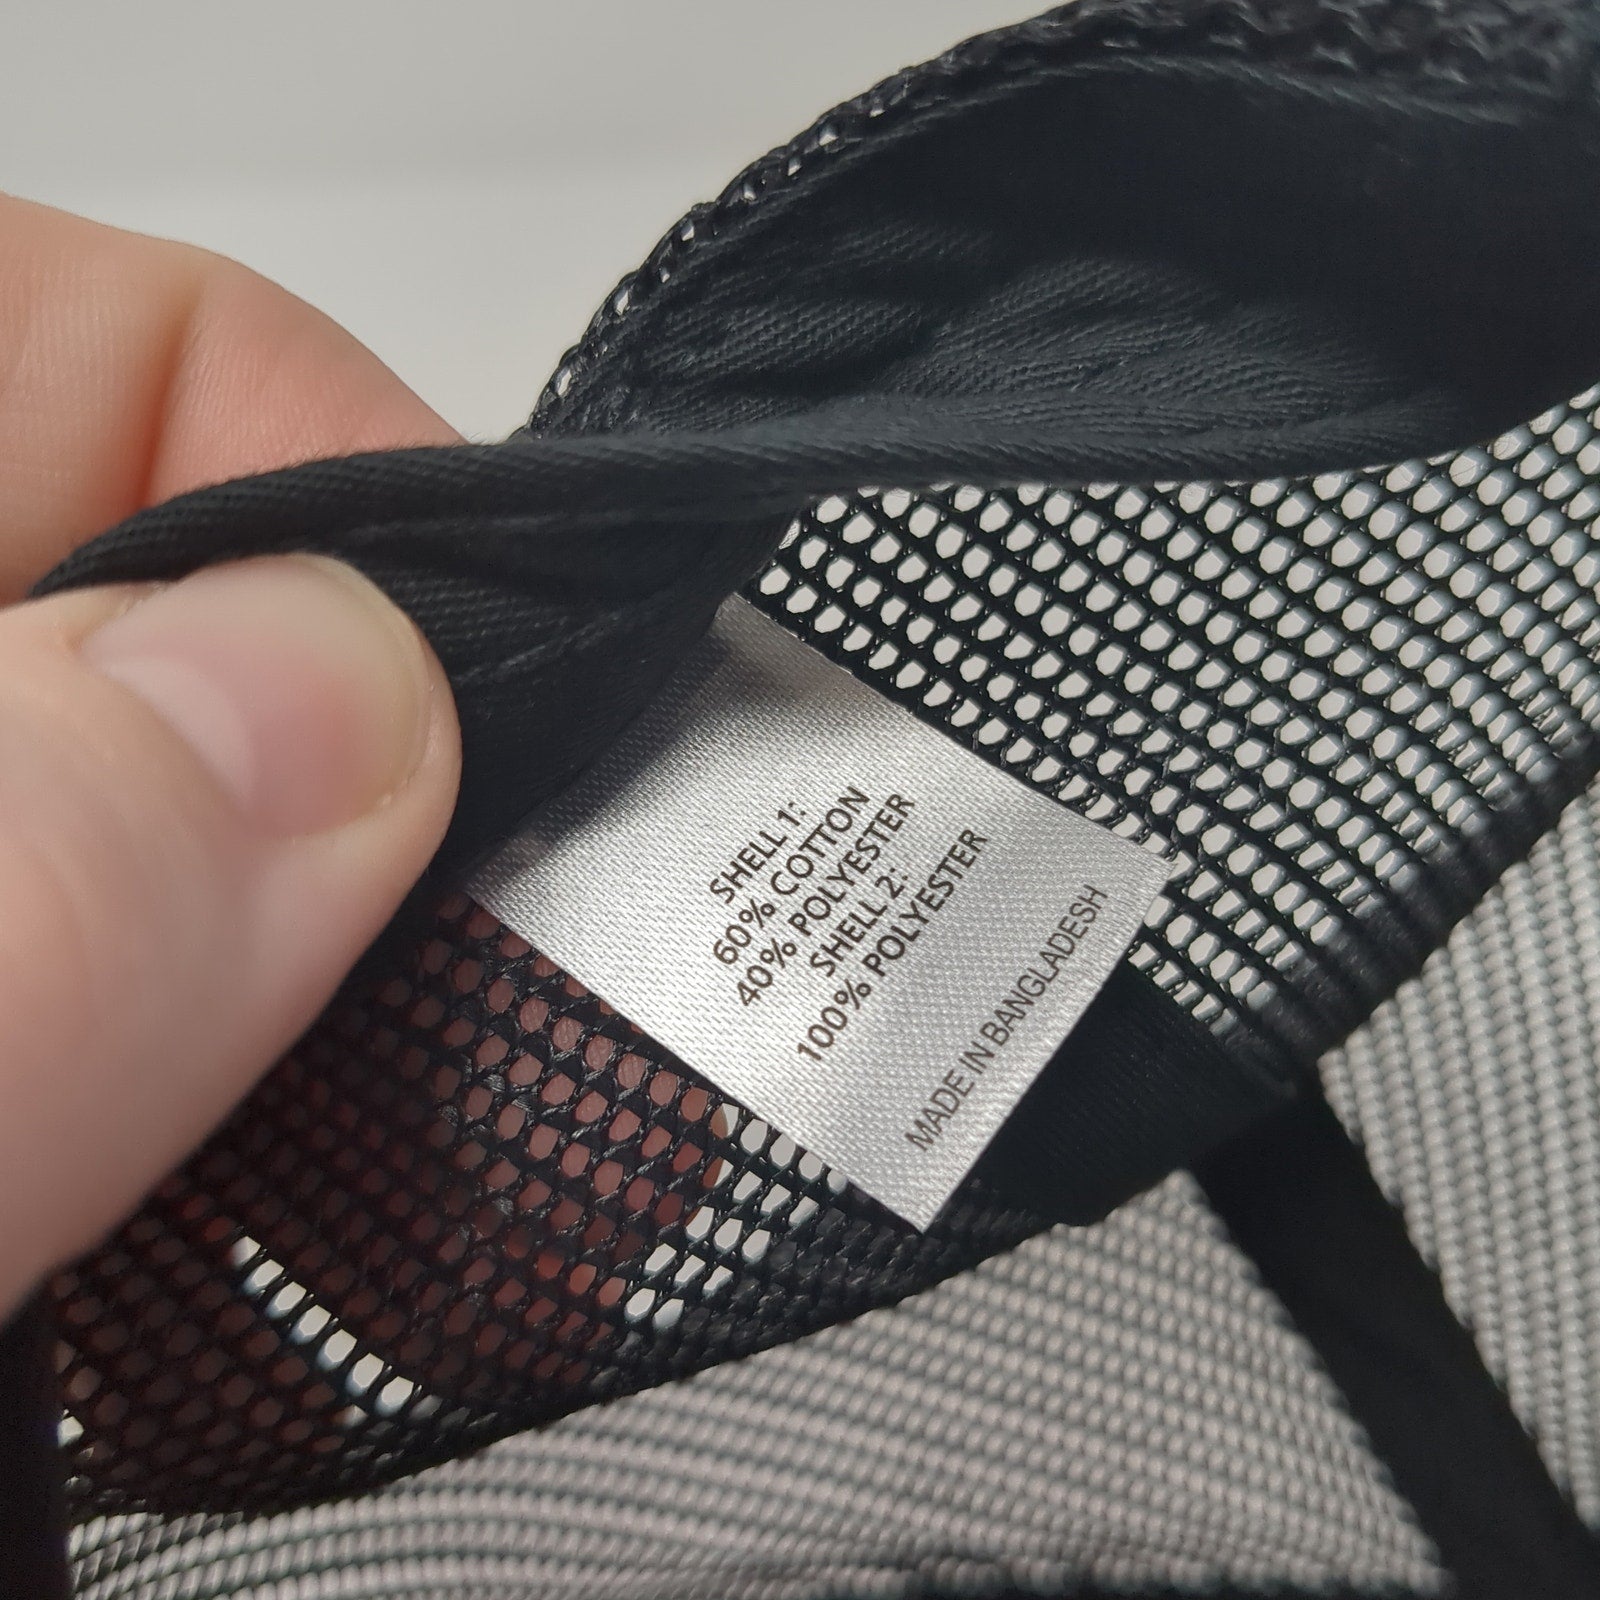 SHELL 1:
60% COTTON
40% POLYESTER
SHELL 2:
100% POLYESTER
MADE IN BANGLADESH